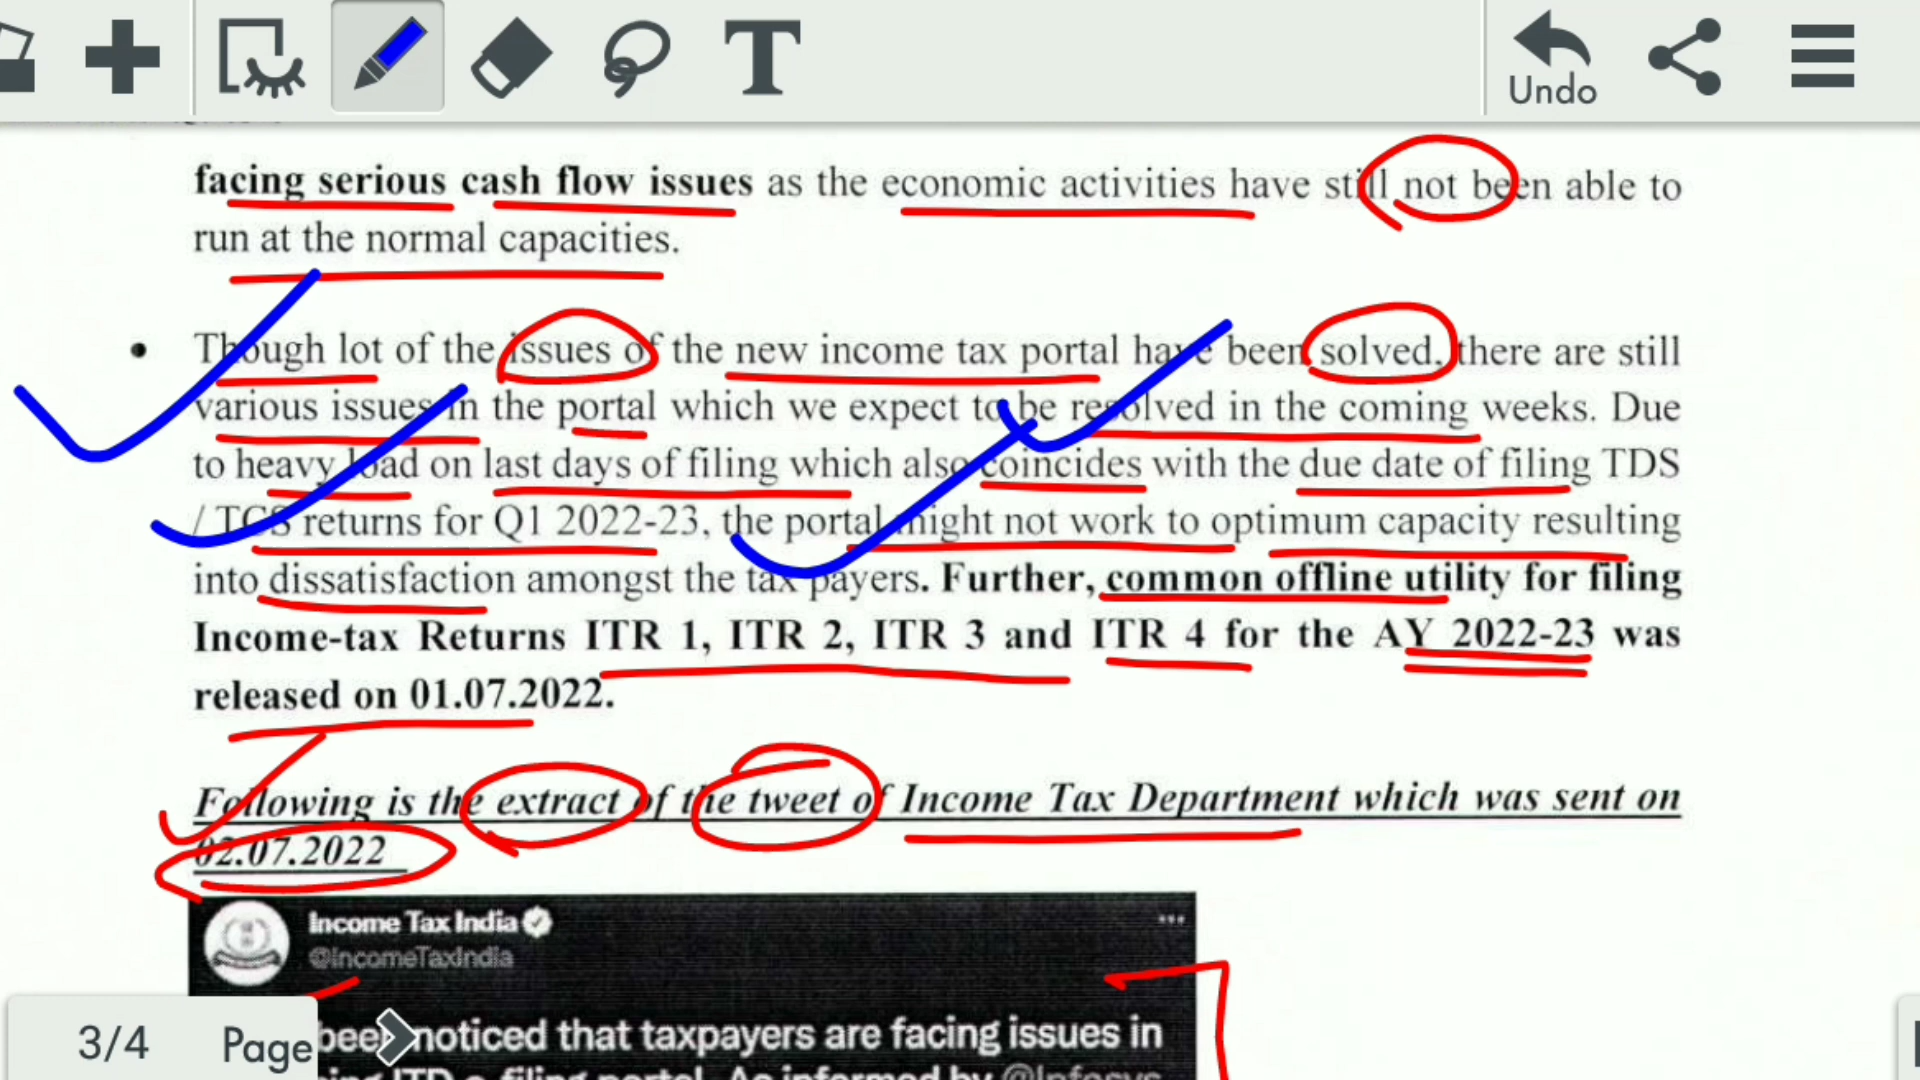 T
Undo
facing serious cash flow issues as the economic activities have still not been able to
run at the normal capacities.
• Though lot of the issues of the new income tax portal have been solved, there are still
various issues in the portal which we expect to be resolved in the coming weeks. Due
to heavy load on last days of filing which also coincides with the due date of filing TDS
/ TCS returns for Q1 2022-23, the portal might not work to optimum capacity resulting
into dissatisfaction amongst the tax payers. Further, common offline utility for filing
Income-tax Returns ITR 1, ITR 2, ITR 3 and ITR 4 for the AY 2022-23 was
released on 01.07.2022.
Following is the extract of the tweet of Income Tax Department which was sent on
02.07.2022
Income Tax India
@IncomeTaxIndia
been noticed that taxpayers are facing issues in
ITD e-filing portal. As informed by @Infosys
3/4 Page